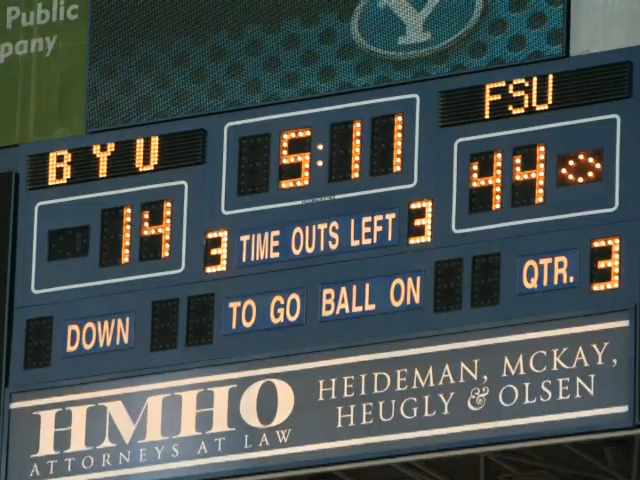 Public
pany
Y
BYU
5:11
FSU
14
44
3 TIME OUTS LEFT 3
DOWN TO GO BALL ON QTR. 3
HMHO
ATTORNEYS AT LAW
HEIDEMAN, MCKAY,
HEUGLY & OLSEN